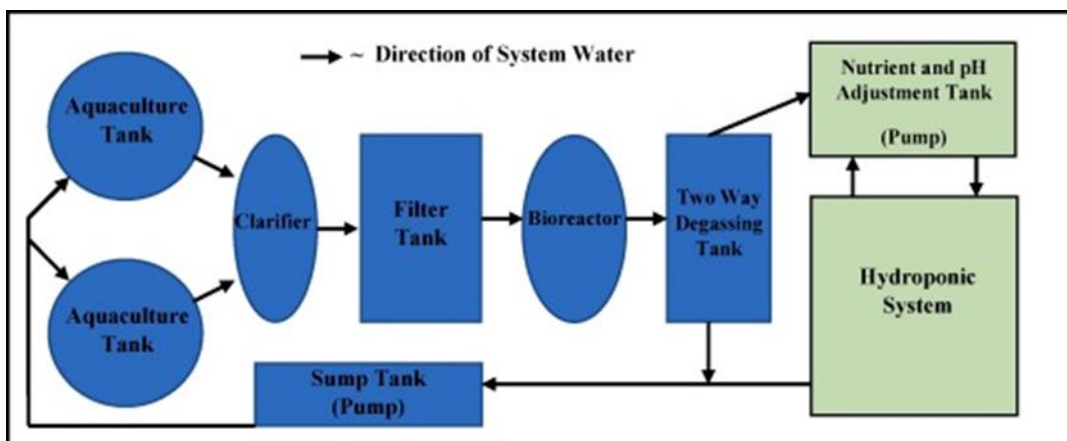 ~ Direction of System Water
Aquaculture
Tank
Nutrient and pH
Adjustment Tank
(Pump)
Clarifier
Filter
Tank
Bioreactor
Two Way
Degassing
Tank
Hydroponic
System
Aquaculture
Tank
Sump Tank
(Pump)